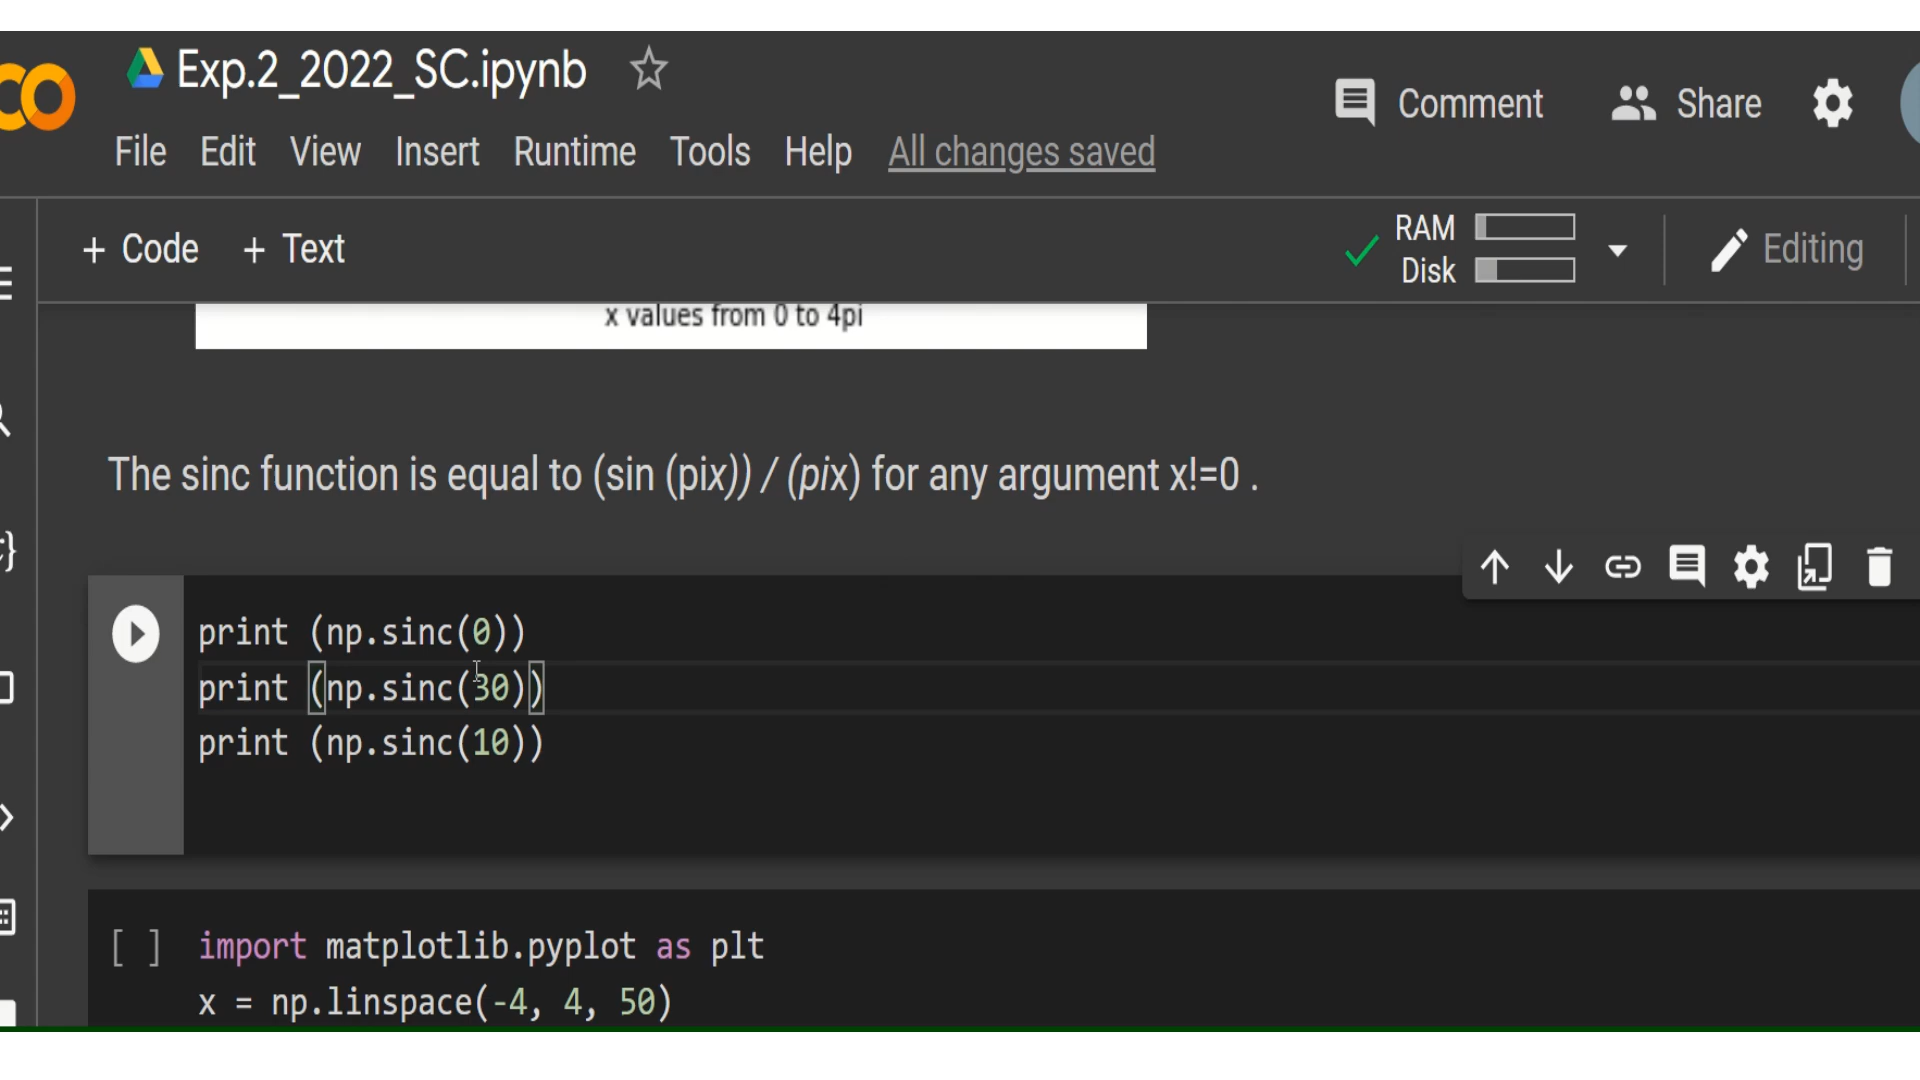 Exp.2_2022_SC.ipynb
Comment
Share
File Edit View Insert Runtime Tools Help All changes saved
+ Code + Text
RAM
Disk
Editing
x values from 0 to 4pi
The sinc function is equal to (sin (pix)) / (pix) for any argument x!=0 .
print (np.sinc(0))
print (np.sinc(30))
print (np.sinc(10))
[ ] import matplotlib.pyplot as plt
x = np.linspace(-4, 4, 50)